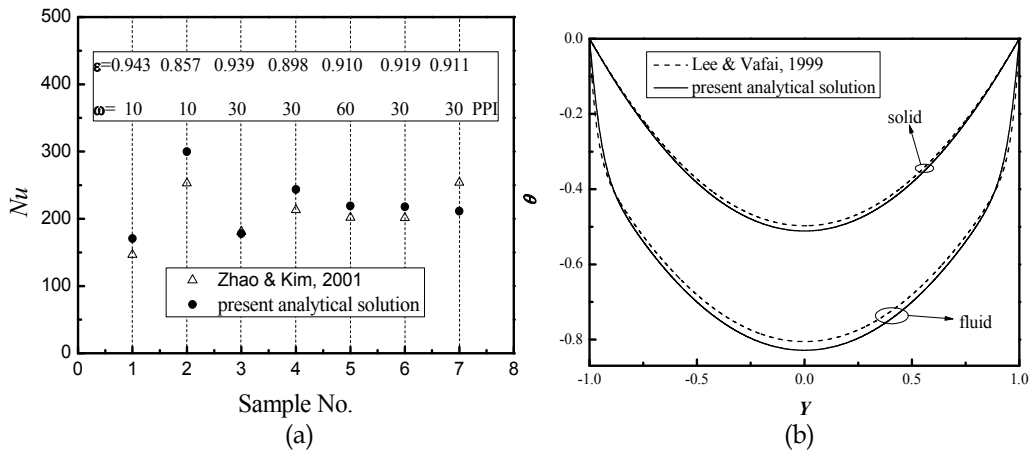 500
400
300
200
100
0
Nu
ε=0.943 0.857 0.939 0.898 0.910 0.919 0.911
ω= 10 10 30 30 60 30 30 PPI
Zhao & Kim, 2001
present analytical solution
0 1 2 3 4 5 6 7 8
Sample No.
(a)
0.0
-0.2
-0.4
-0.6
-0.8
θ
Lee & Vafai, 1999
present analytical solution
solid
fluid
-1.0 -0.5 0.0 0.5 1.0
Y
(b)